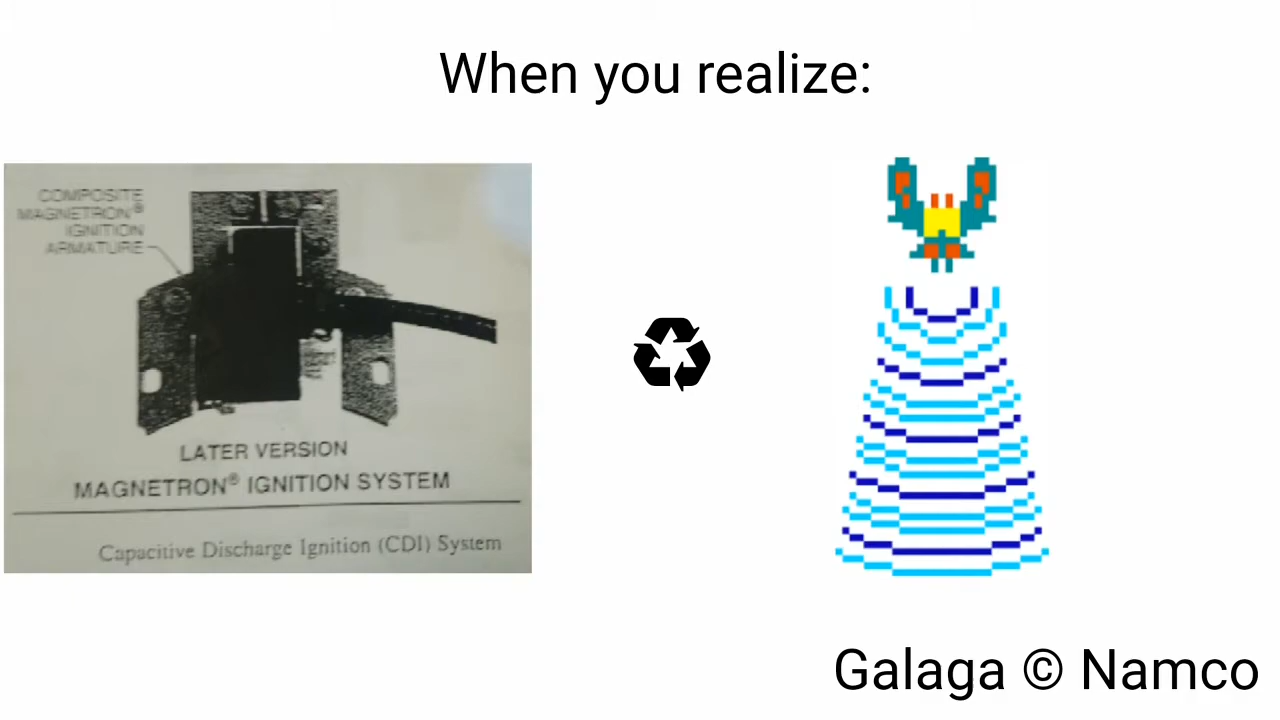 When you realize:
COMPOSITE
MAGNETRON®
IGNITION
ARMATURE
LATER VERSION
MAGNETRON® IGNITION SYSTEM
Capacitive Discharge Ignition (CDI) System
Galaga © Namco